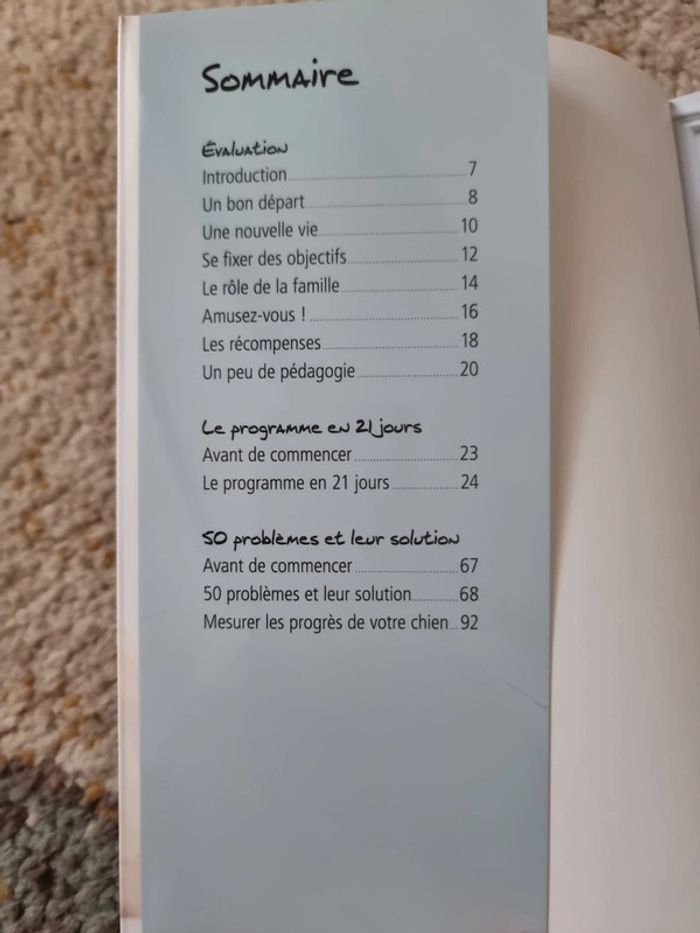 Sommaire
Évaluation
Introduction 7
Un bon départ 8
Une nouvelle vie 10
Se fixer des objectifs 12
Le rôle de la famille 14
Amusez-vous ! 16
Les récompenses 18
Un peu de pédagogie 20
Le programme en 21 jours
Avant de commencer 23
Le programme en 21 jours 24
50 problèmes et leur solution
Avant de commencer 67
50 problèmes et leur solution 68
Mesurer les progrès de votre chien 92